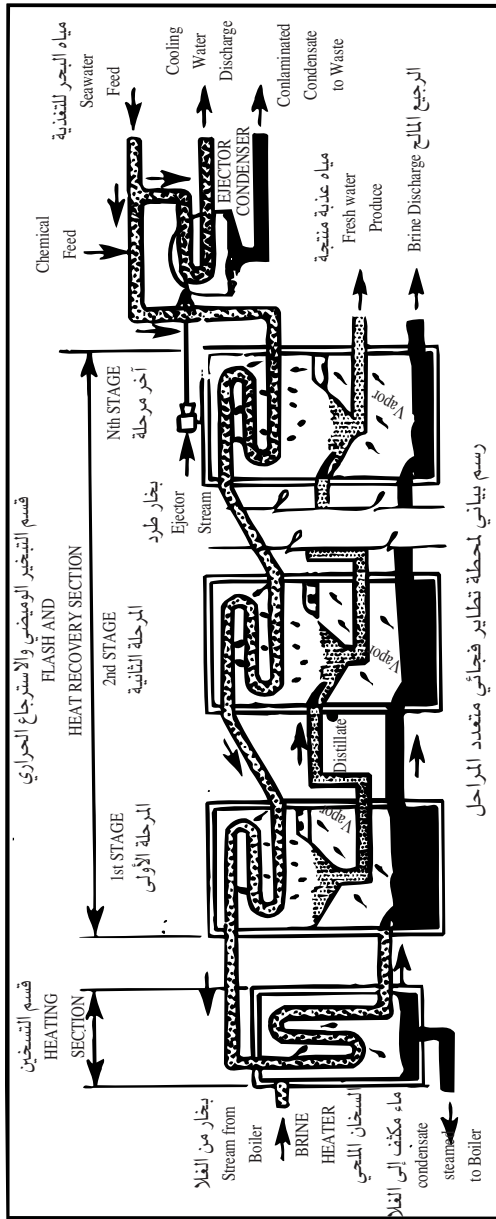 قسم التسخين
HEATING
SECTION
قسم التبخير الوميضي والاسترجاع الحراري
FLASH AND
HEAT RECOVERY SECTION
1st STAGE
المرحلة الأولى
2nd STAGE
المرحلة الثانية
Nth STAGE
آخر مرحلة
Chemical
Feed
مياه البحر للتغذية
Seawater
Feed
Cooling
Water
Discharge
Conlaminated
Condensate
to Waste
EJECTOR
CONDENSER
بخار طرد
Ejector
Stream
مياه عذبة منتجة
Fresh water
Produce
Brine Discharge الرجيع المالح
Vapor
Vapor
Vapor
Distillate
بخار من الغلا
Stream from
Boiler
BRINE
HEATER
السخان الملحي
ماء مكثف إلى الغلا
condensate
steamed
to Boiler
رسم بياني لمحطة تطاير فجائي متعدد المراحل